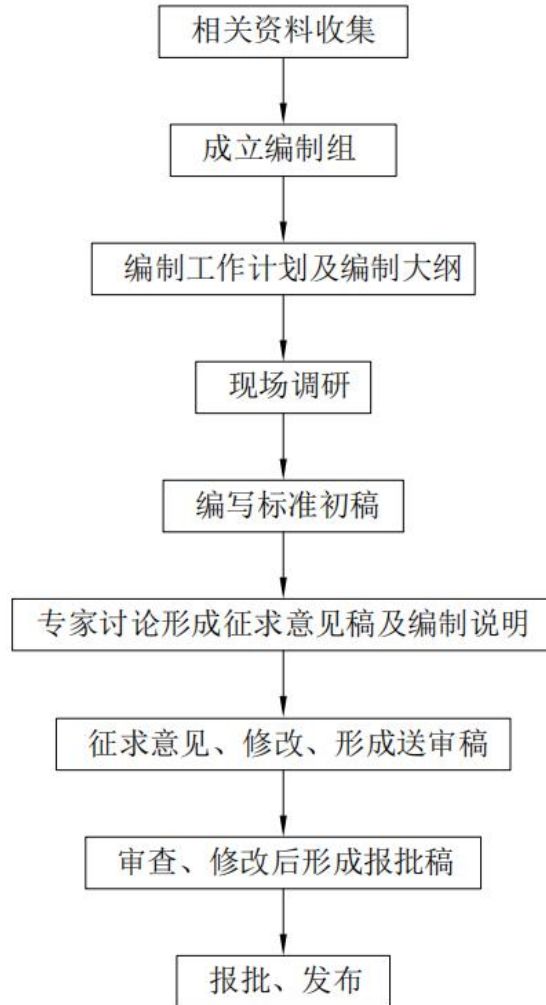 相关资料收集
成立编制组
编制工作计划及编制大纲
现场调研
编写标准初稿
专家讨论形成征求意见稿及编制说明
征求意见、修改、形成送审稿
审查、修改后形成报批稿
报批、发布